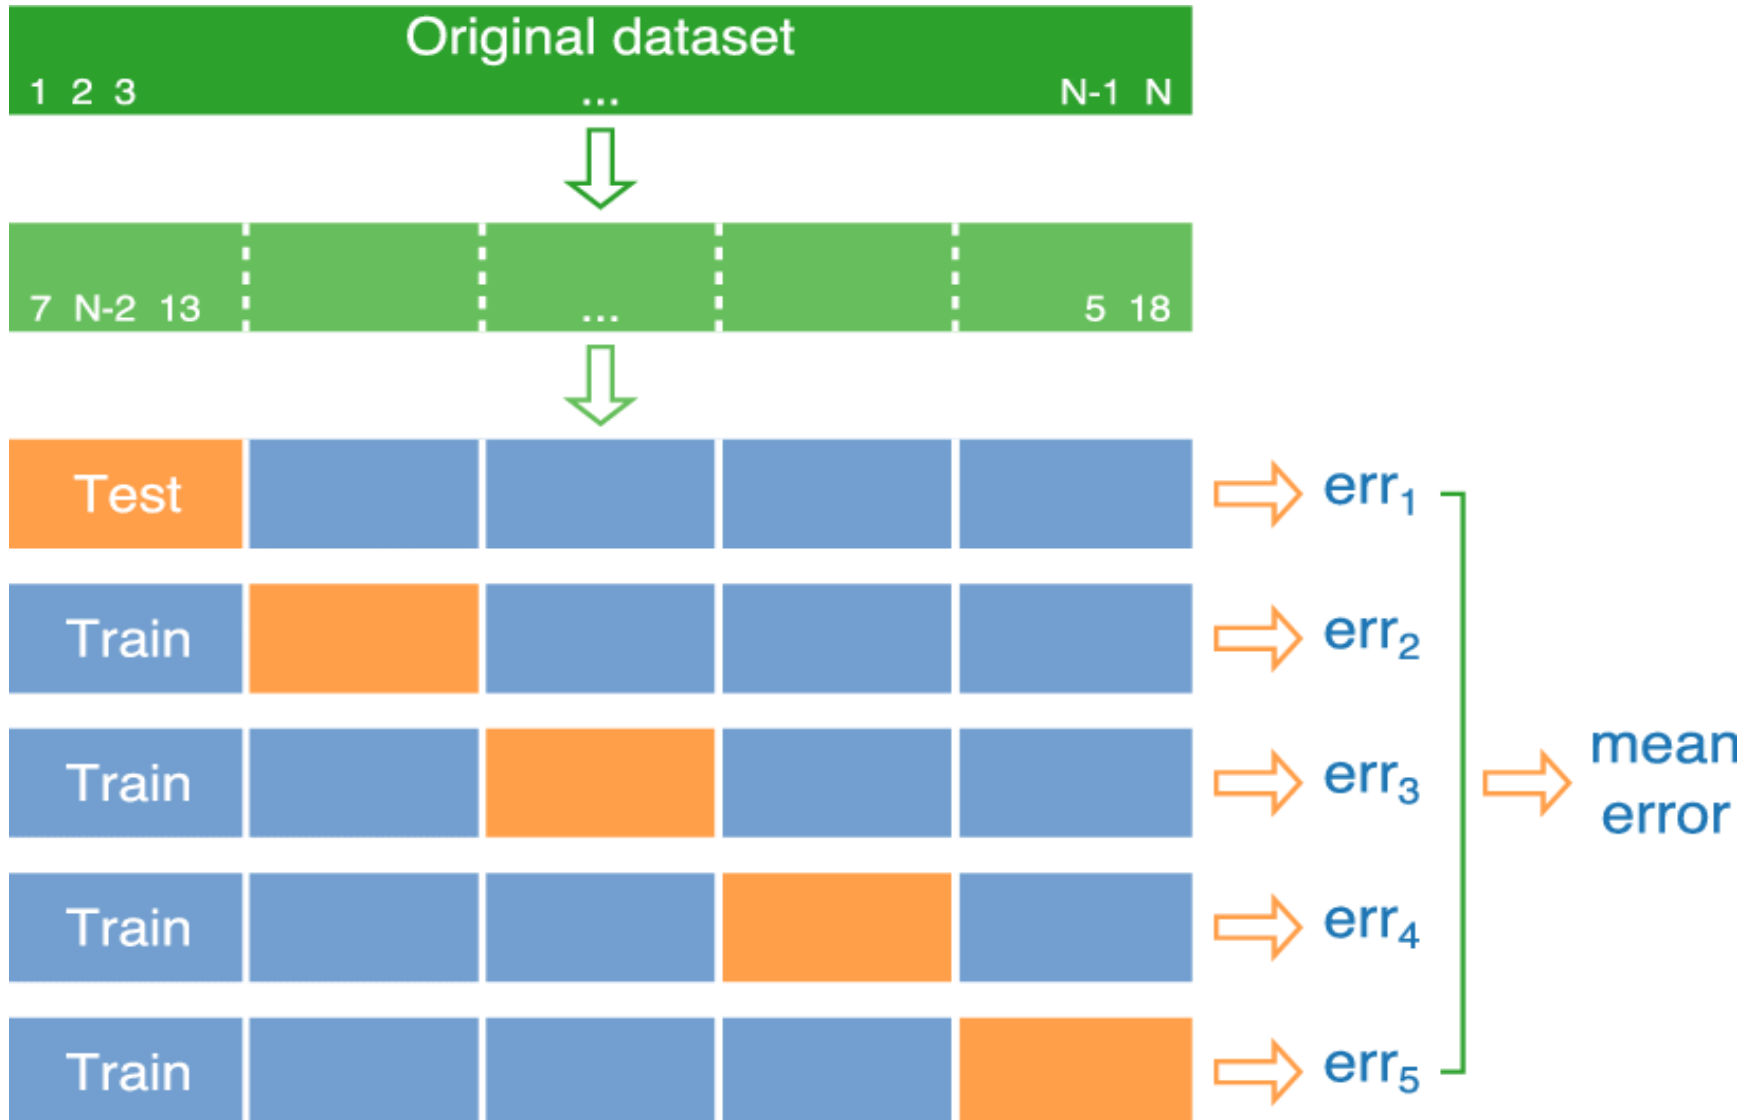 Original dataset
1 2 3 ... N-1 N
7 N-2 13 ... 5 18
Test
err1
Train
err2
Train
err3
mean
error
Train
err4
Train
err5